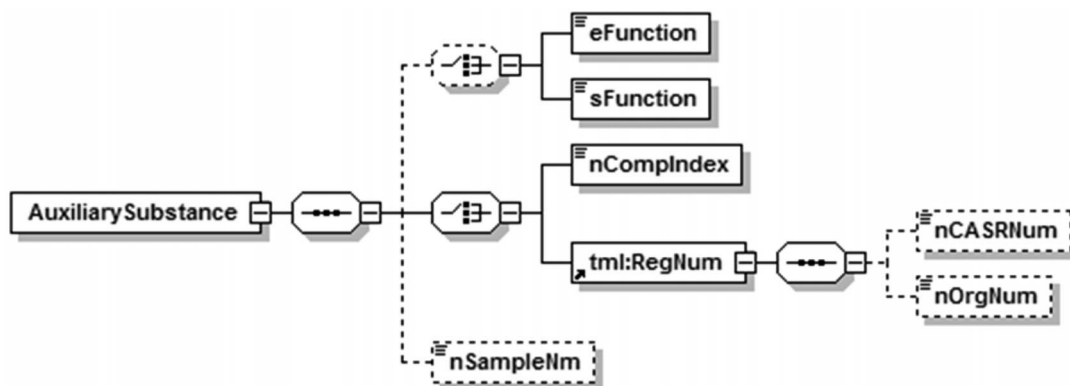 eFunction
sFunction
nCompIndex
AuxiliarySubstance
tml:RegNum
nCASRNum
nOrgNum
nSampleNm